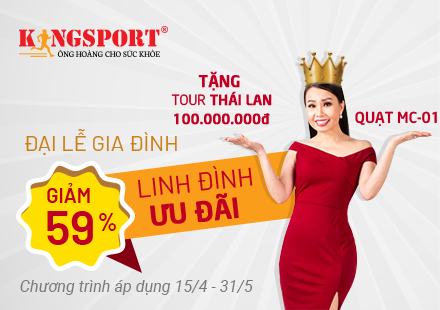 KINGSPORT®
ÔNG HOÀNG CHO SỨC KHỎE
TẶNG
TOUR THÁI LAN
100.000.000đ
QUẠT MC-01
ĐẠI LỄ GIA ĐÌNH
GIẢM
59%
LINH ĐÌNH
ƯU ĐÃI
Chương trình áp dụng 15/4 - 31/5